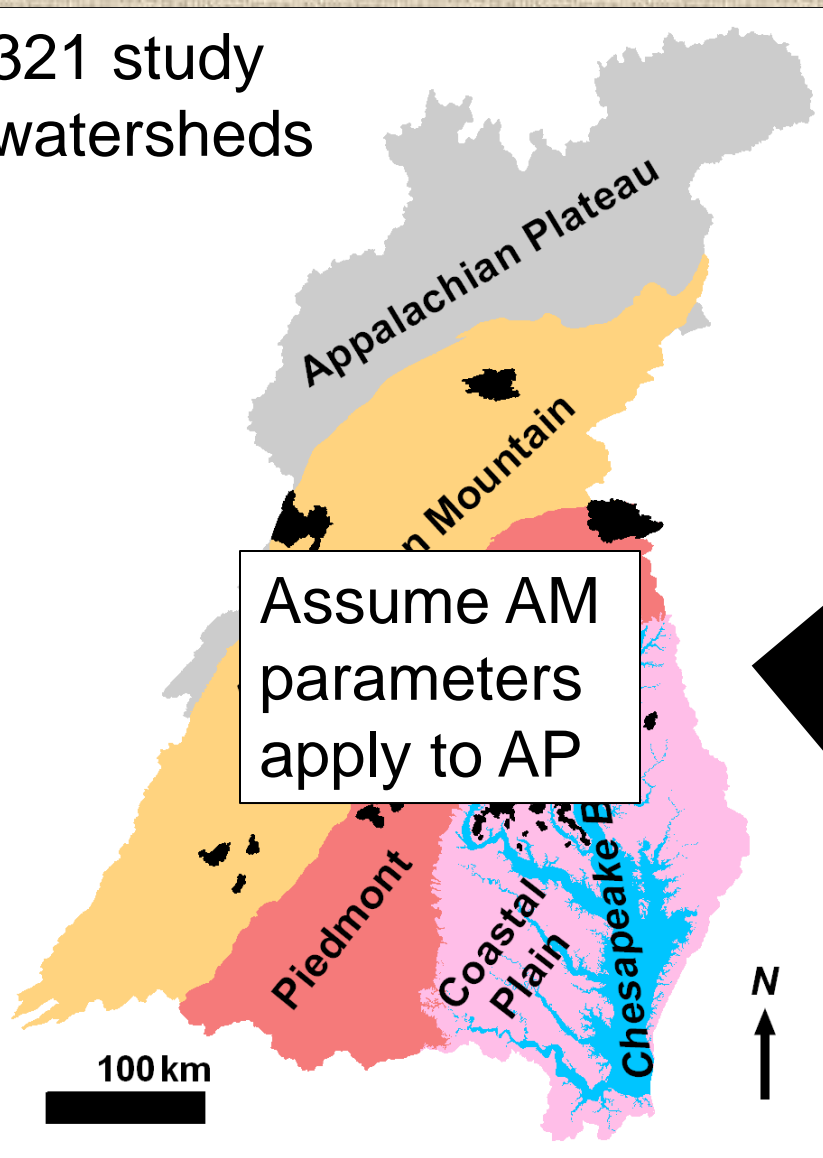 321 study
watersheds
Appalachian Plateau
n Mountain
Assume AM
parameters
apply to AP
Piedmont
Coastal
Plain
Chesapeake B
N
100 km